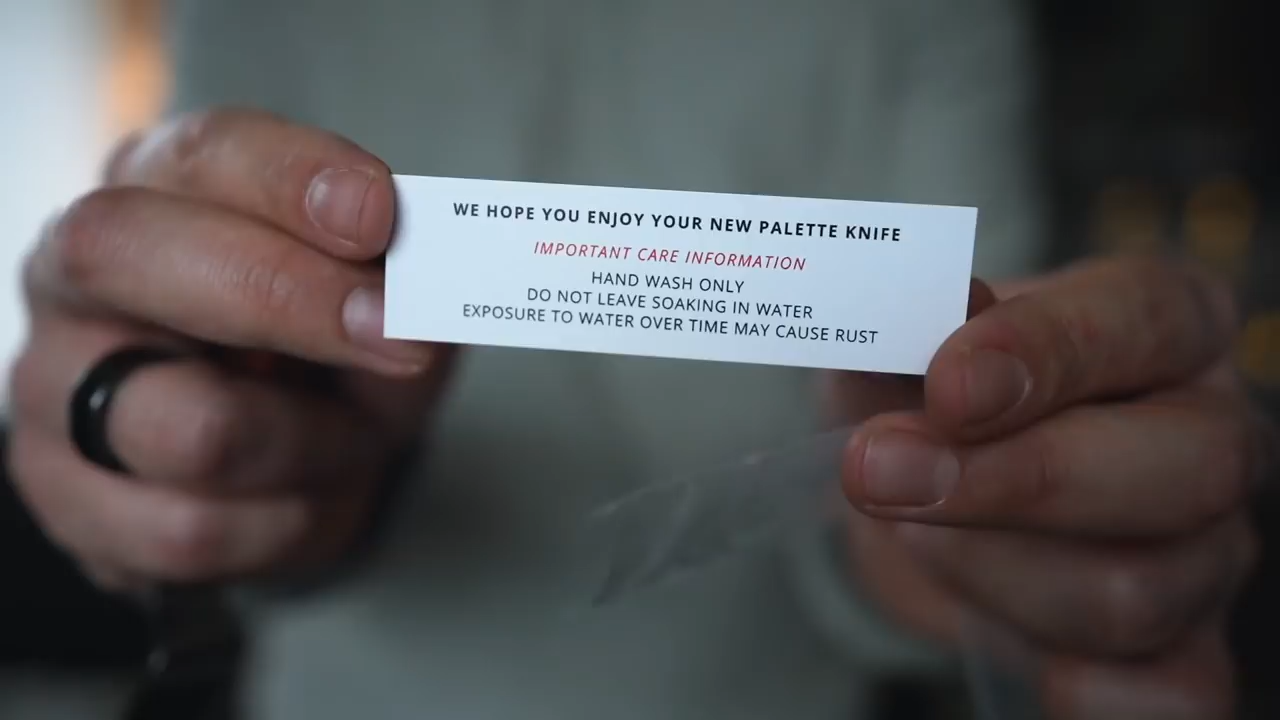 WE HOPE YOU ENJOY YOUR NEW PALETTE KNIFE
IMPORTANT CARE INFORMATION
HAND WASH ONLY
DO NOT LEAVE SOAKING IN WATER
EXPOSURE TO WATER OVER TIME MAY CAUSE RUST